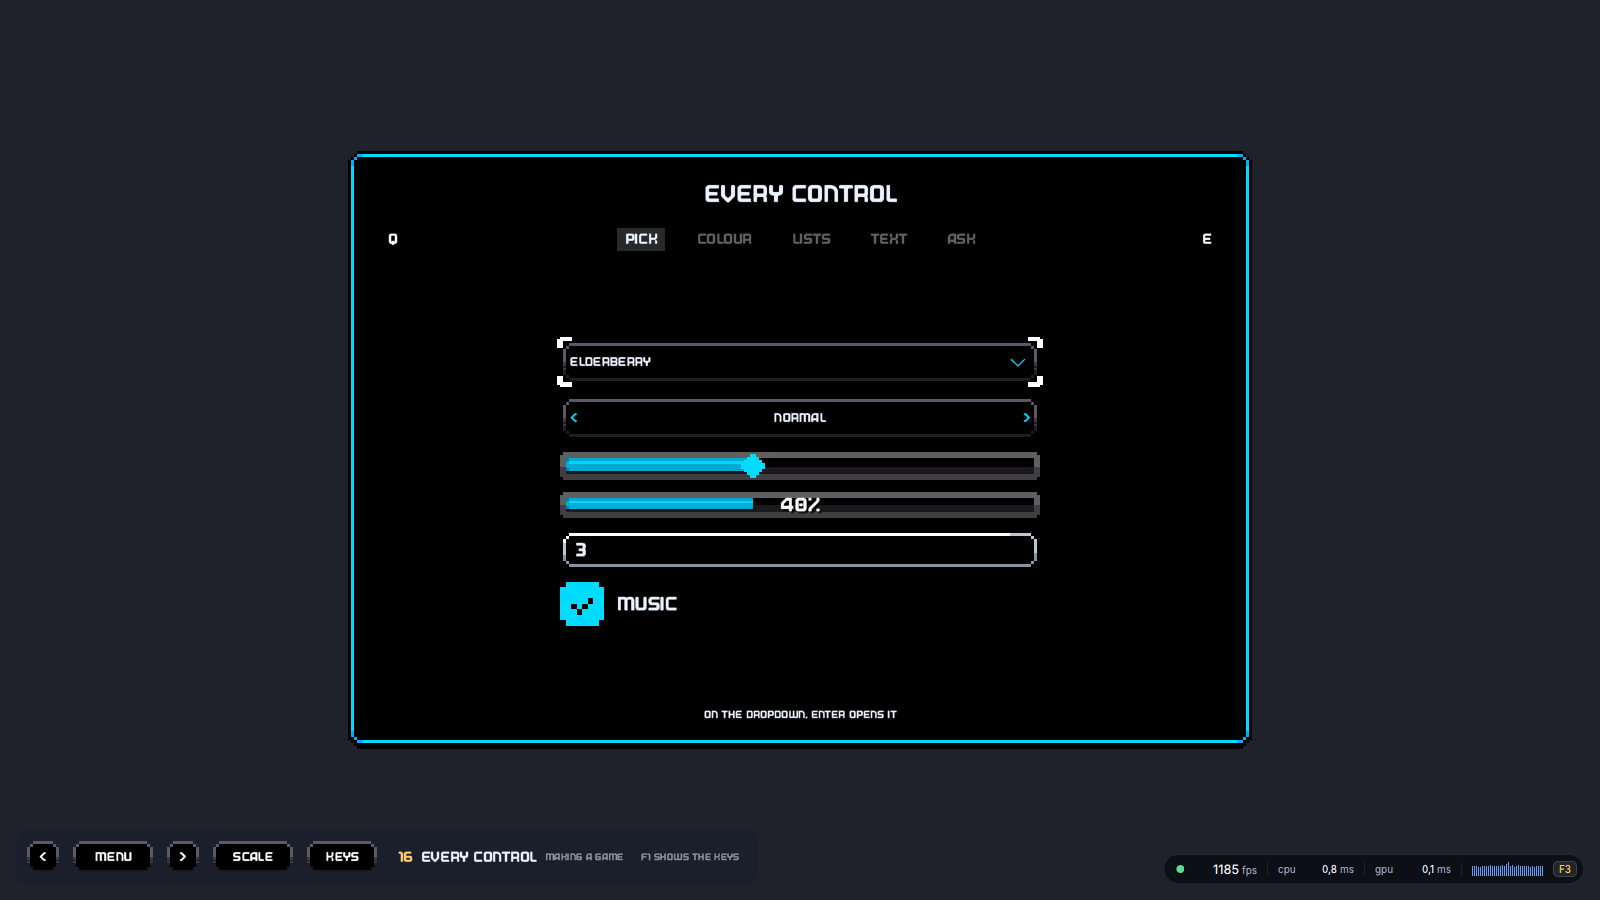 EVERY CONTROL
Q PICK COLOUR LISTS TEXT ASK E
ELDERBERRY
< NORMAL >
40%
3
MUSIC
ON THE DROPDOWN, ENTER OPENS IT
< MENU > SCALE KEYS 16 EVERY CONTROL MAKING A GAME F1 SHOWS THE KEYS
1185 fps cpu 0,8 ms gpu 0,1 ms F3